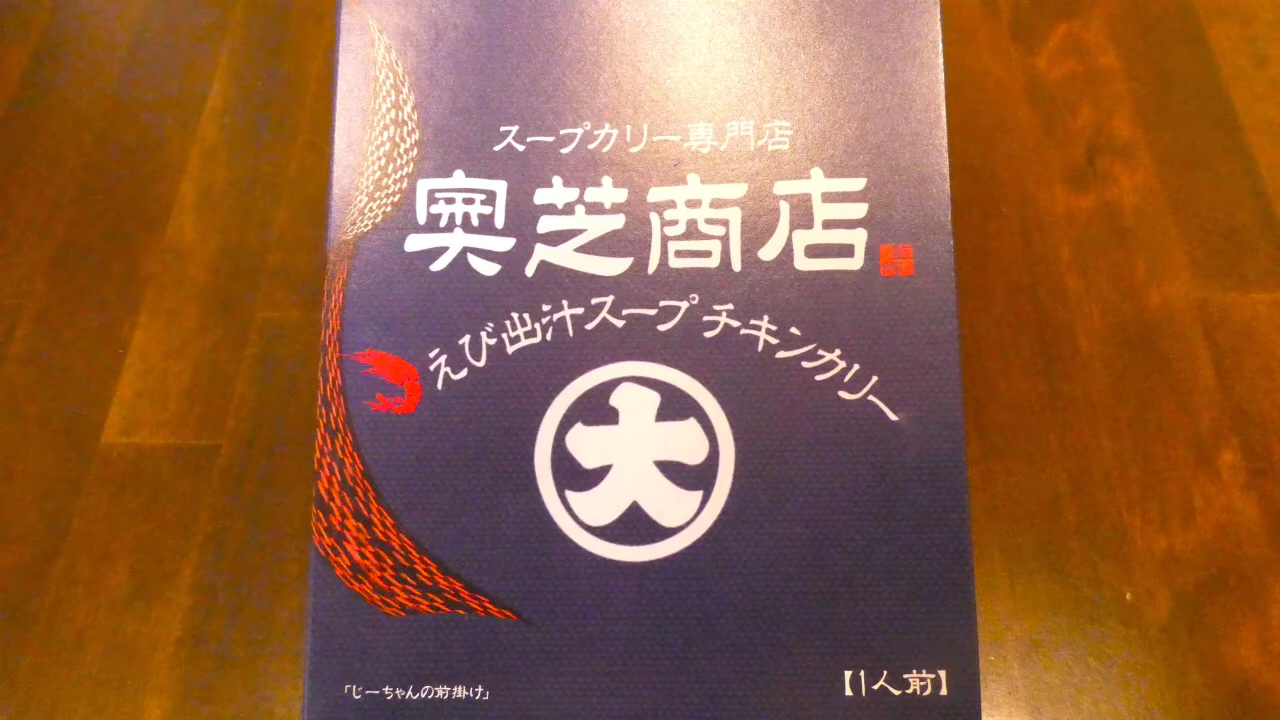 スープカリー専門店
奥芝商店
えび出汁スープチキンカリー
大
「じーちゃんの前掛け」
【1人前】